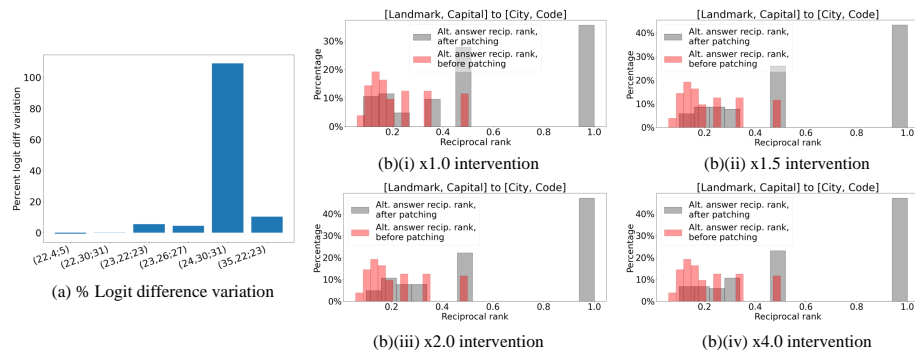 Percent logit diff variation
100
80
60
40
20
0
(22,4;5)
(22,30;31)
(23,22;23)
(23,26;27)
(24,30;31)
(35,22;23)
(a) % Logit difference variation
[Landmark, Capital] to [City, Code]
Percentage
30%
20%
10%
0%
Alt. answer recip. rank,
after patching
Alt. answer recip. rank,
before patching
0.2 0.4 0.6 0.8 1.0
Reciprocal rank
(b)(i) x1.0 intervention
[Landmark, Capital] to [City, Code]
Percentage
40%
30%
20%
10%
0%
Alt. answer recip. rank,
after patching
Alt. answer recip. rank,
before patching
0.2 0.4 0.6 0.8 1.0
Reciprocal rank
(b)(ii) x1.5 intervention
[Landmark, Capital] to [City, Code]
Percentage
40%
30%
20%
10%
0%
Alt. answer recip. rank,
after patching
Alt. answer recip. rank,
before patching
0.2 0.4 0.6 0.8 1.0
Reciprocal rank
(b)(iii) x2.0 intervention
[Landmark, Capital] to [City, Code]
Percentage
40%
30%
20%
10%
0%
Alt. answer recip. rank,
after patching
Alt. answer recip. rank,
before patching
0.2 0.4 0.6 0.8 1.0
Reciprocal rank
(b)(iv) x4.0 intervention